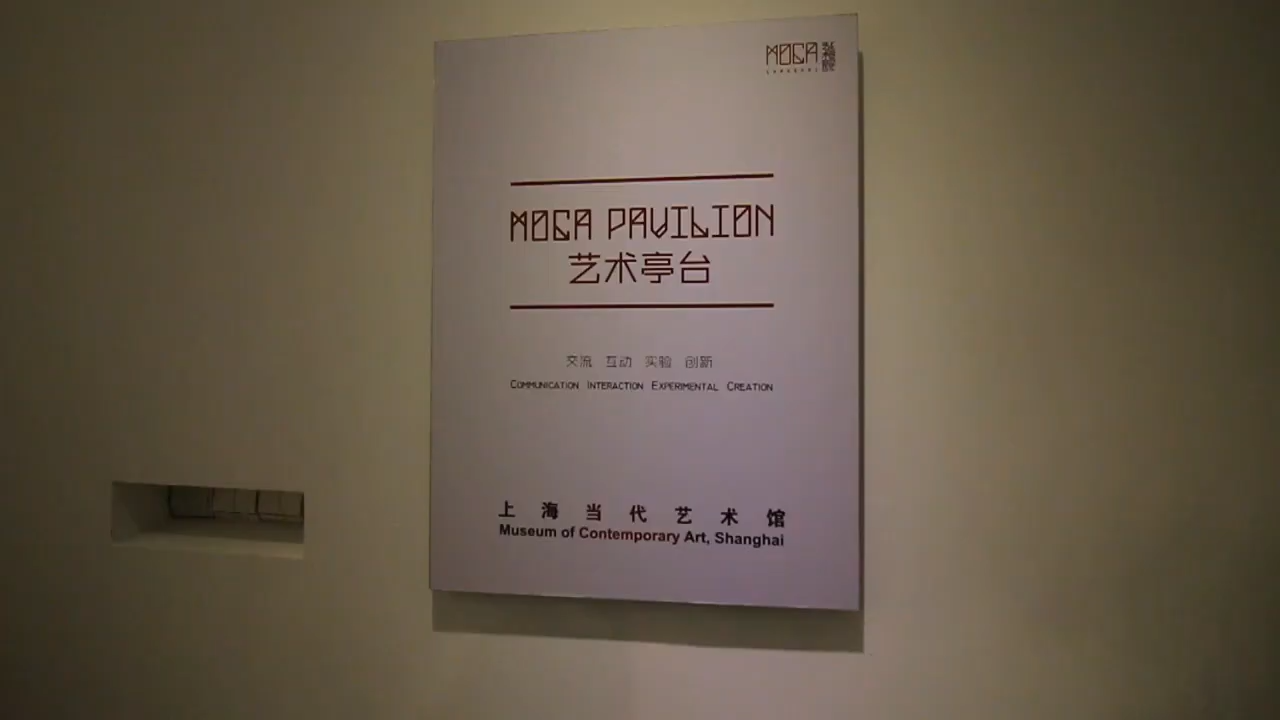 MOCA
MOCA PAVILION
艺术亭台
交流 互动 实验 创新
COMMUNICATION INTERACTION EXPERIMENTAL CREATION
上海当代艺术馆
Museum of Contemporary Art, Shanghai